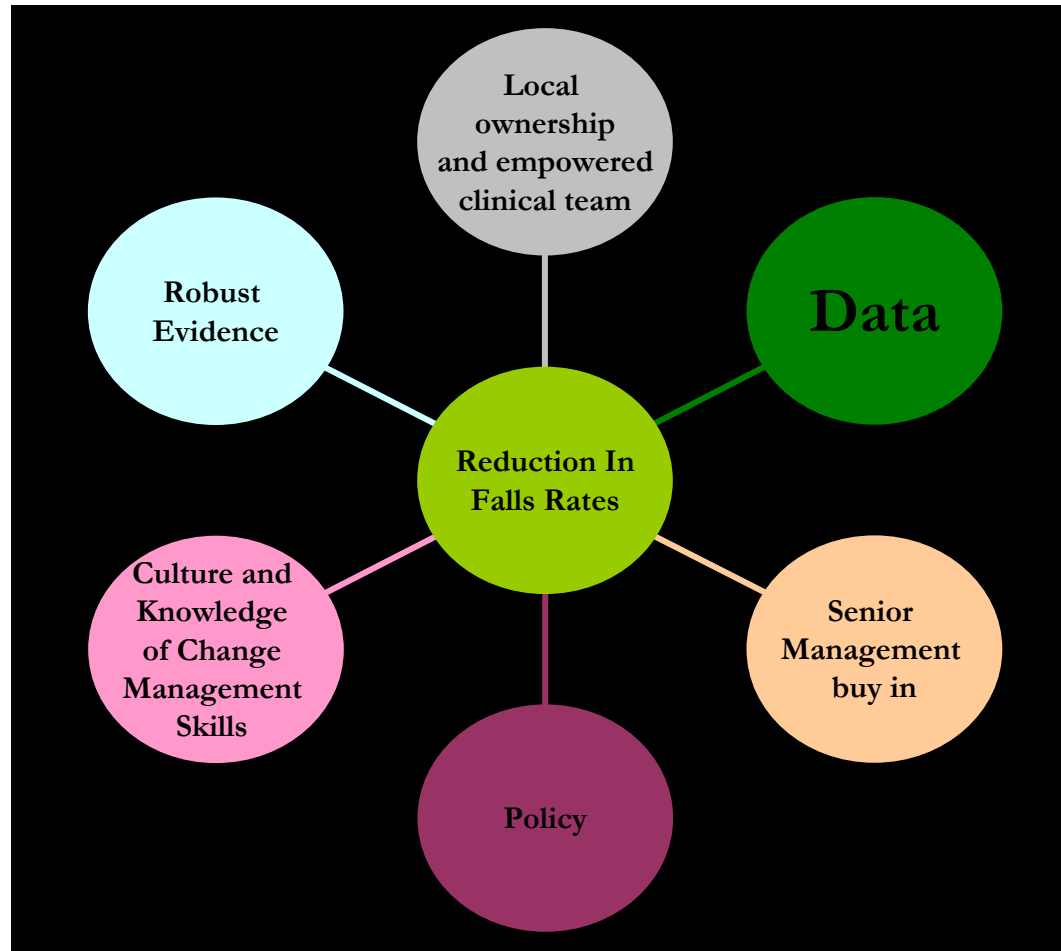 Local
ownership
and empowered
clinical team
Robust
Evidence
Data
Reduction In
Falls Rates
Culture and
Knowledge
of Change
Management
Skills
Senior
Management
buy in
Policy